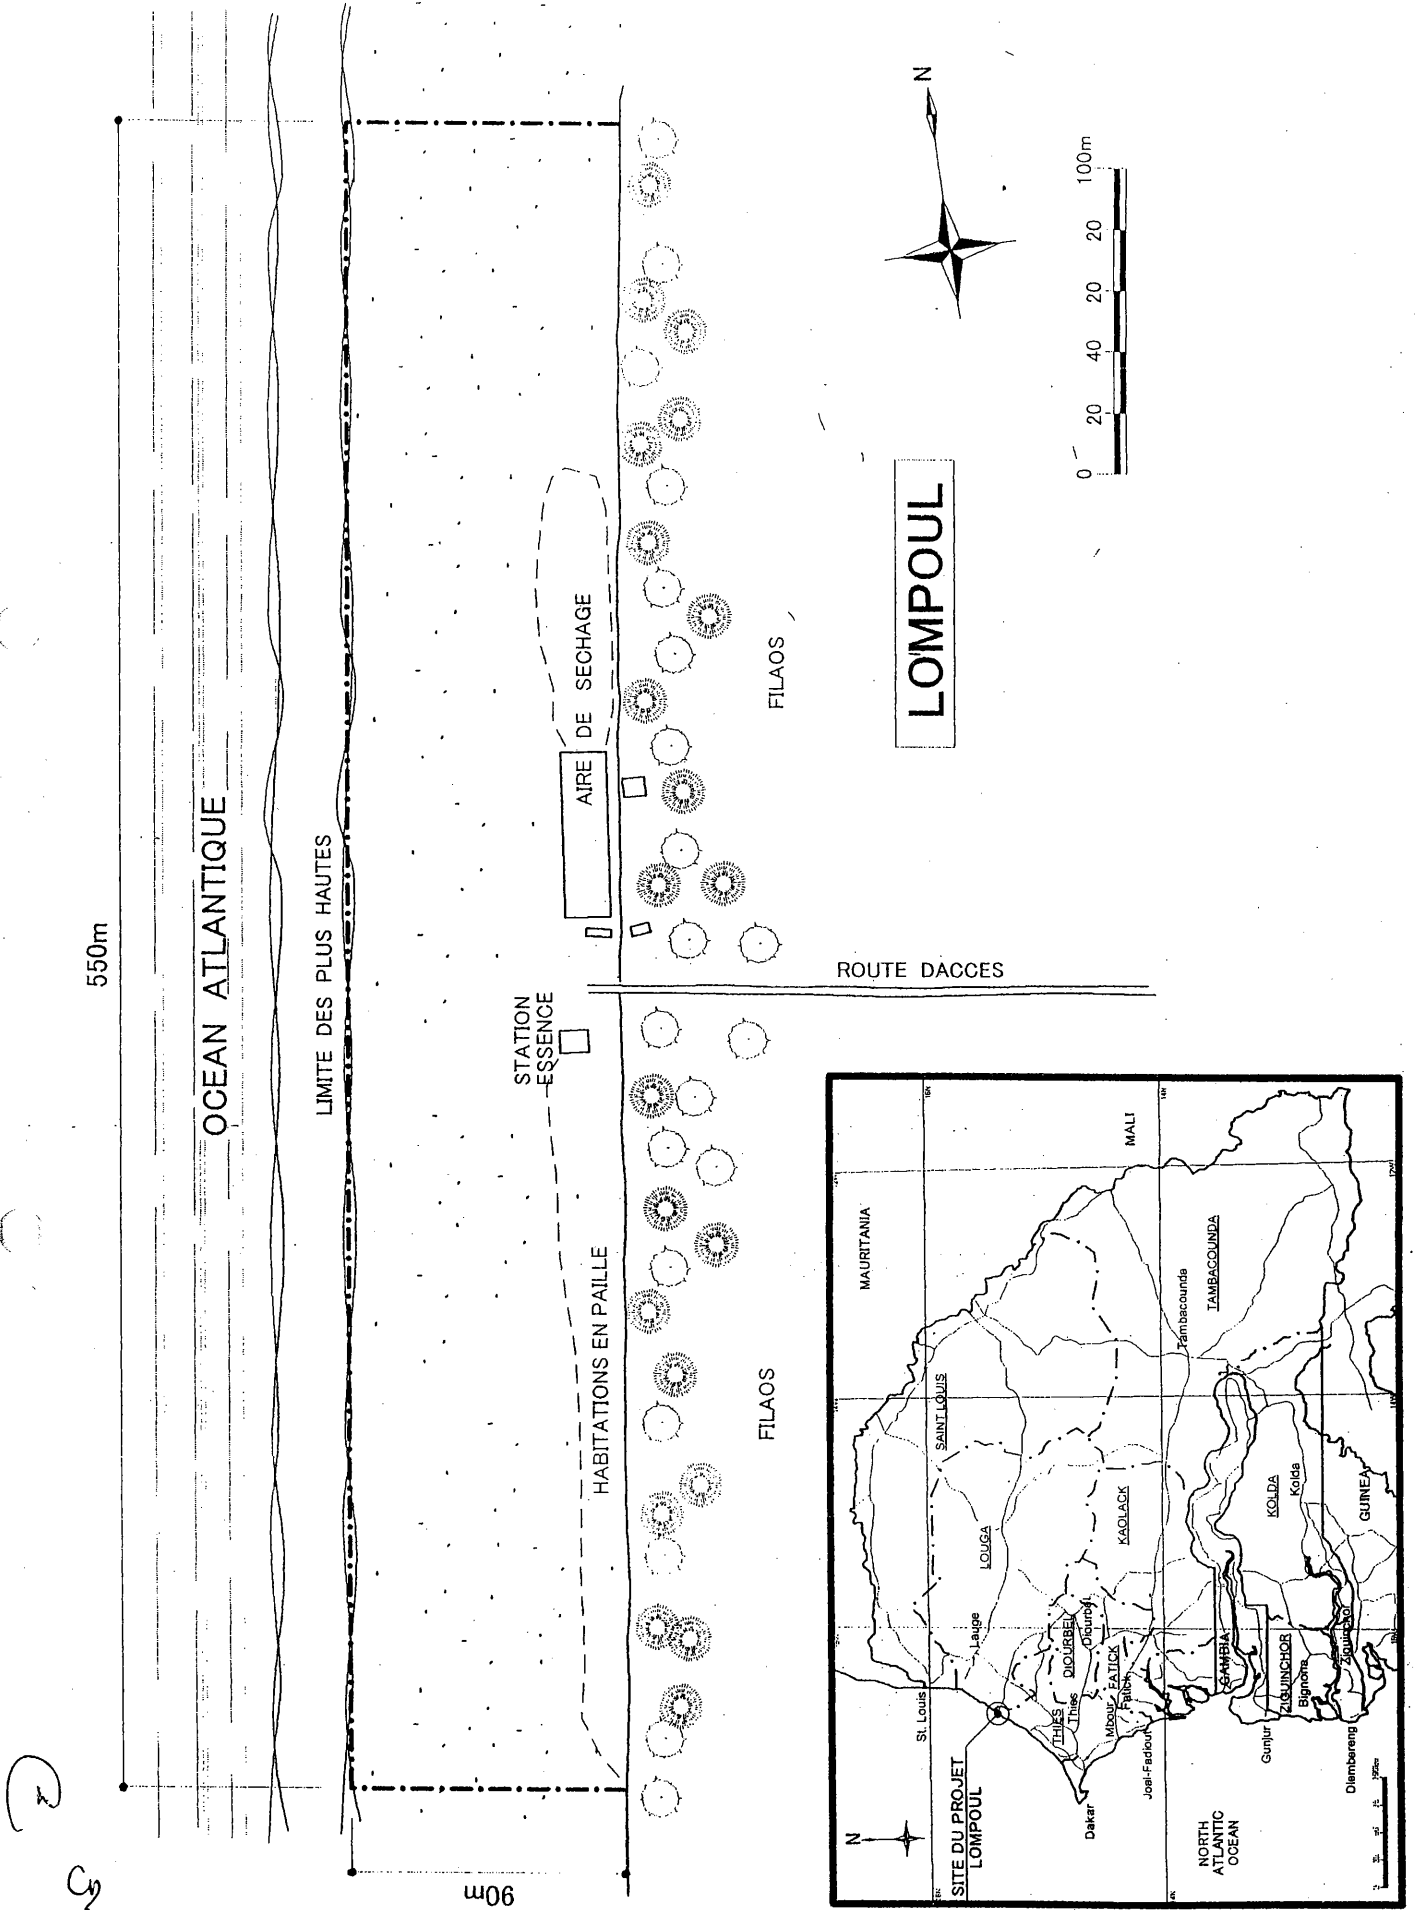 550m
OCEAN ATLANTIQUE
LIMITE DES PLUS HAUTES
STATION
ESSENCE
AIRE DE SECHAGE
HABITATIONS EN PAILLE
90m
ROUTE DACCES
FILAOS
FILAOS
LOMPOUL
N
0 20 40 20 20 100m
N
SITE DU PROJET
LOMPOUL
MAURITANIA
MALI
St. Louis
SAINT LOUIS
Lauge
LOUGA
THIES
Thies
DIOURBEL
Diourbel
Dakar
Mbour
FATICK
Fatick
KAOLACK
Joal-Fadiout
Tambacounda
TAMBACOUNDA
NORTH
ATLANTIC
OCEAN
GAMBIA
Gunjur
ZIGUINCHOR
Bignona
Ziguinchor
KOLDA
Kolda
GUINEA
Diembereng
16N
14N